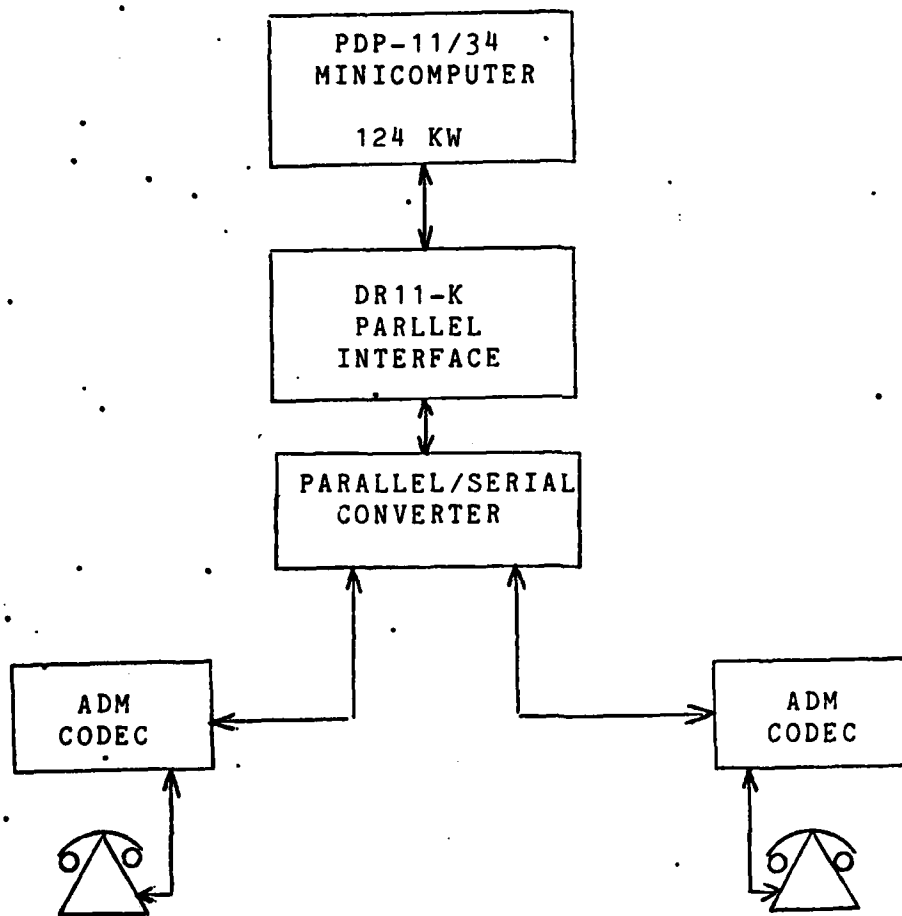 PDP-11/34
MINICOMPUTER
124 KW
DR11-K
PARLLEL
INTERFACE
PARALLEL/SERIAL
CONVERTER
ADM
CODEC
ADM
CODEC